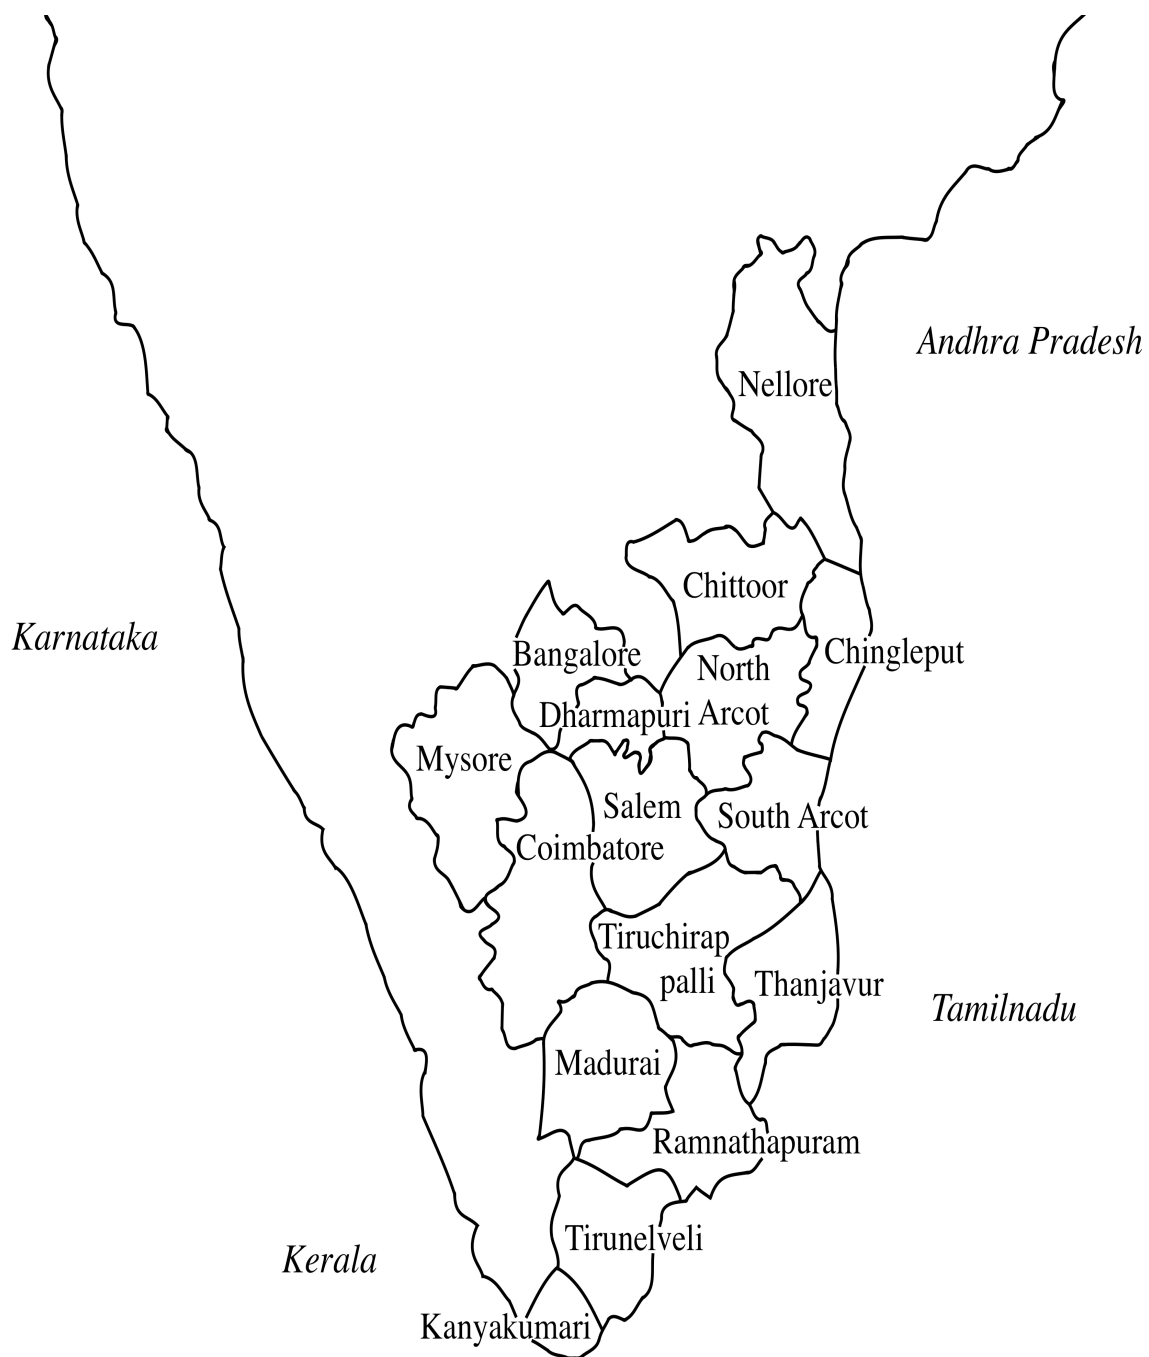 Andhra Pradesh
Nellore
Chittoor
Karnataka
Bangalore
North
Chingleput
Dharmapuri Arcot
Mysore
Salem
South Arcot
Coimbatore
Tiruchirap
palli
Thanjavur
Tamilnadu
Madurai
Ramnathapuram
Tirunelveli
Kerala
Kanyakumari